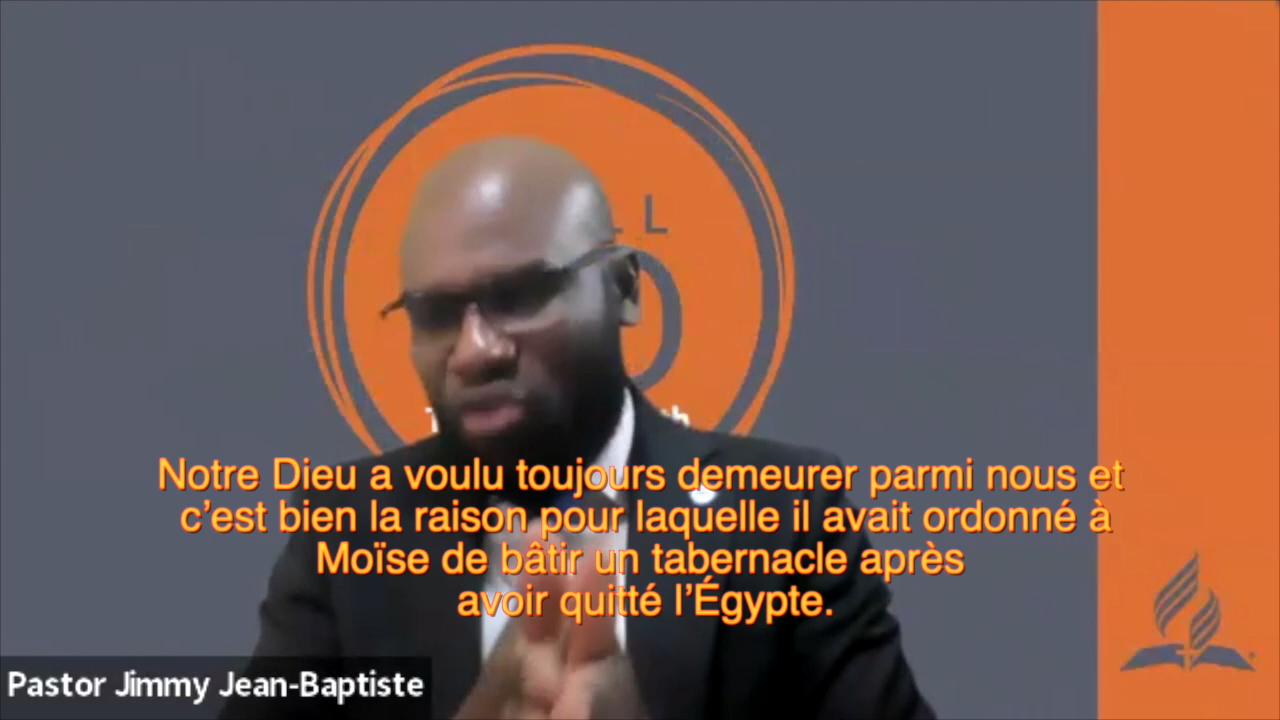 LL
Notre Dieu a voulu toujours demeurer parmi nous et
c’est bien la raison pour laquelle il avait ordonné à
Moïse de bâtir un tabernacle après
avoir quitté l’Égypte.
Pastor Jimmy Jean-Baptiste